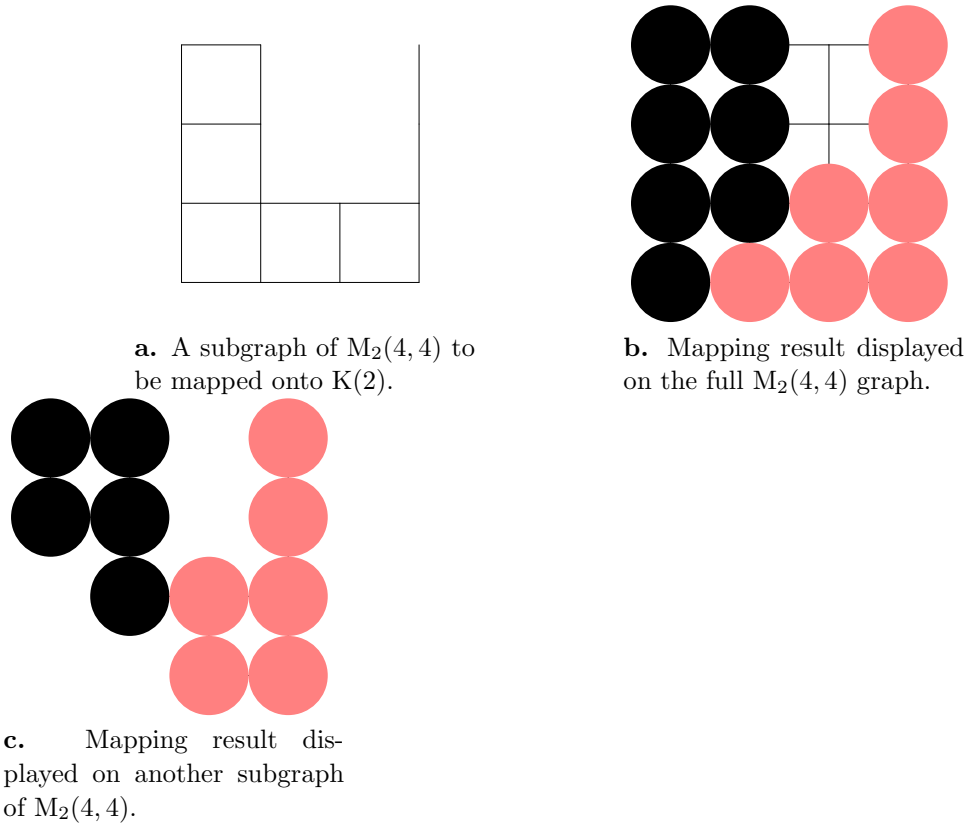 a. A subgraph of M₂(4, 4) to
be mapped onto K(2).
b. Mapping result displayed
on the full M₂(4, 4) graph.
c. Mapping result dis-
played on another subgraph
of M₂(4, 4).